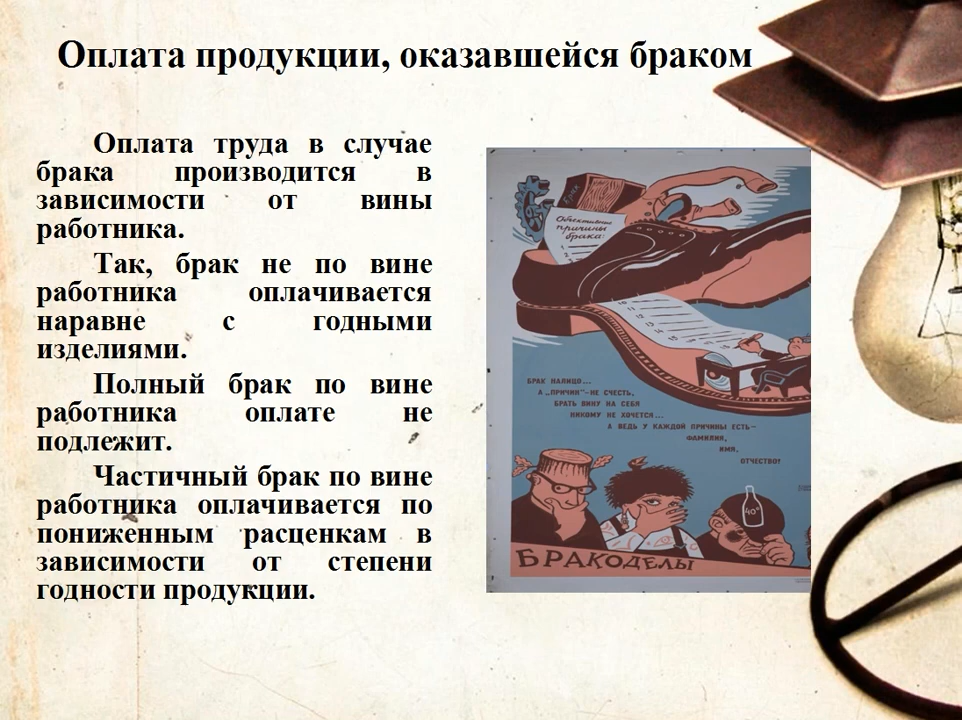 Оплата продукции, оказавшейся браком
Оплата труда в случае
брака производится в
зависимости от вины
работника.
Так, брак не по вине
работника оплачивается
наравне с годными
изделиями.
Полный брак по вине
работника оплате не
подлежит.
Частичный брак по вине
работника оплачивается по
пониженным расценкам в
зависимости от степени
годности продукции.
БРАК
Объективные
причины
брака:
БРАК НАЛИЦО...
А „ПРИЧИН"-НЕ СЧЕСТЬ,
БРАТЬ ВИНУ НА СЕБЯ
НИКОМУ НЕ ХОЧЕТСЯ...
А ВЕДЬ У КАЖДОЙ ПРИЧИНЫ ЕСТЬ–
ФАМИЛИЯ,
ИМЯ,
ОТЧЕСТВО!
40°
БРАКОДЕЛЫ